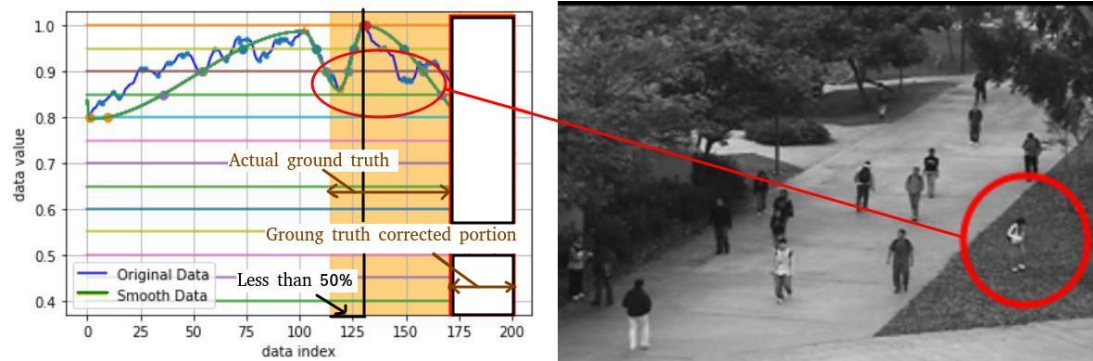 1.0
0.9
0.8
0.7
0.6
0.5
0.4
data value
Actual ground truth
Groung truth corrected portion
Less than 50%
Original Data
Smooth Data
0 25 50 75 100 125 150 175 200
data index